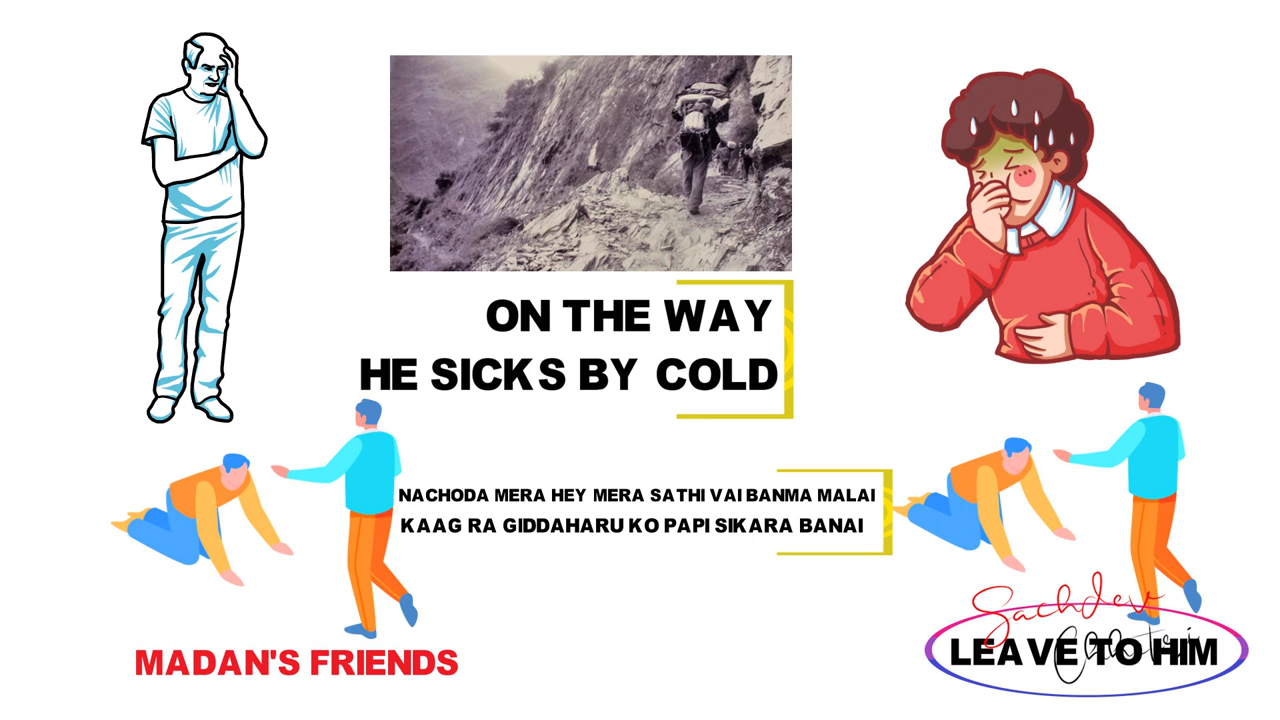 ON THE WAY
HE SICKS BY COLD
NACHODA MERA HEY MERA SATHI VAI BANMA MALAI
KAAG RA GIDDAHARU KO PAPI SIKARA BANAI
MADAN'S FRIENDS
Sachdev
LEAVE TO HIM